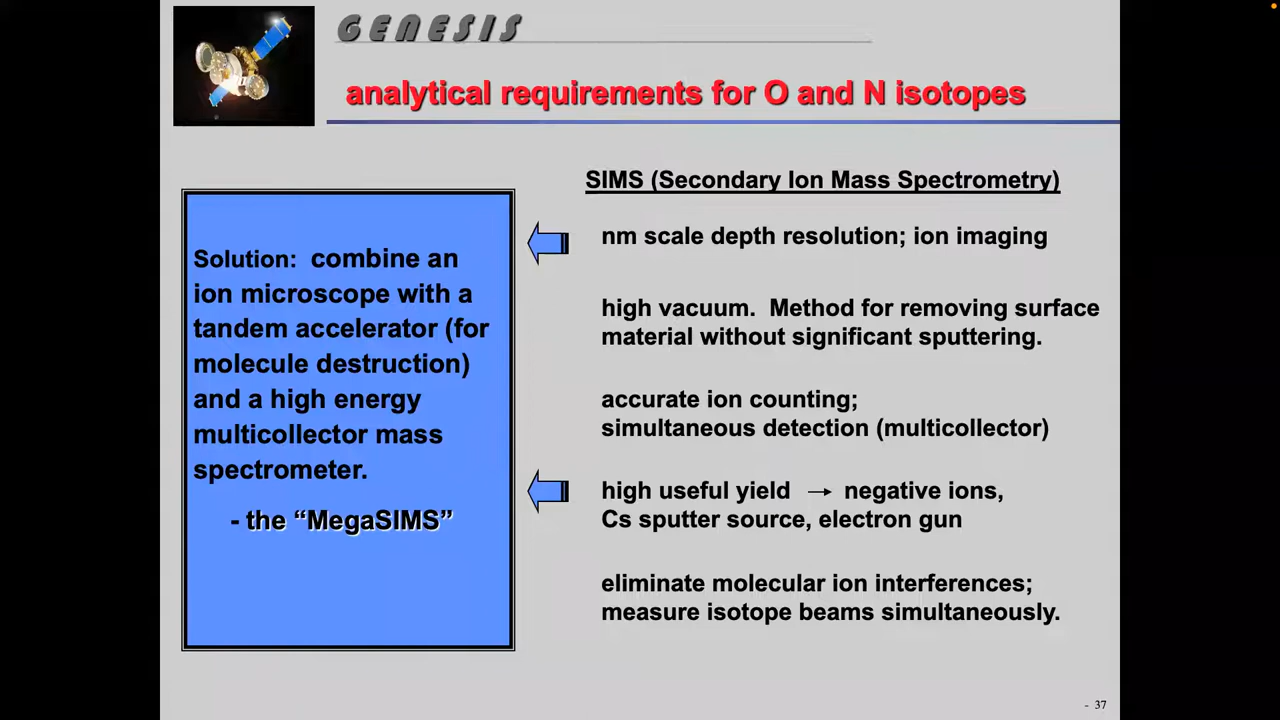 GENESIS
analytical requirements for O and N isotopes
SIMS (Secondary Ion Mass Spectrometry)
Solution: combine an
ion microscope with a
tandem accelerator (for
molecule destruction)
and a high energy
multicollector mass
spectrometer.
- the “MegaSIMS”
nm scale depth resolution; ion imaging
high vacuum. Method for removing surface
material without significant sputtering.
accurate ion counting;
simultaneous detection (multicollector)
high useful yield → negative ions,
Cs sputter source, electron gun
eliminate molecular ion interferences;
measure isotope beams simultaneously.
- 37